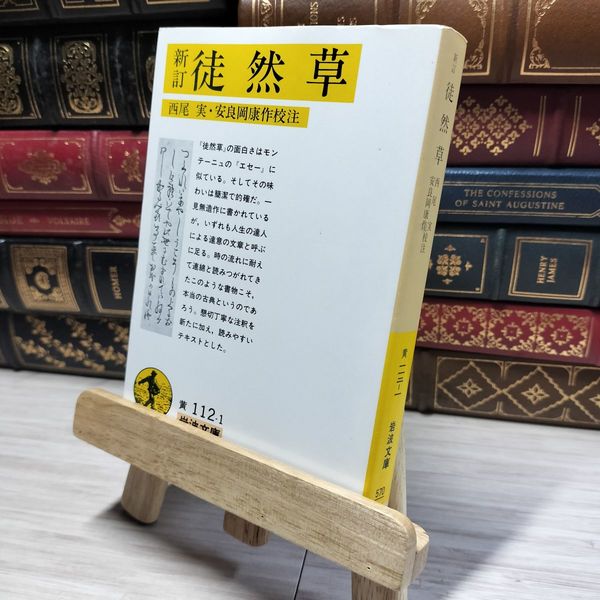 新訂 徒然草
西尾 実・安良岡康作校注
「徒然草」の面白さはモン
テーニュの「エセー」に
似ている。そしてその味
わいは簡潔で的確だ。一
見無造作に書かれている
が、いずれも人生の達人
による達意の文章と呼ぶ
に足る。時の流れに耐え
て連綿と読みつがれてき
たこのような書物こそ、
本当の古典というのであ
ろう。懇切丁寧な注釈を
新たに加え、読みやすい
テキストとした。
黄 112-1
岩波文庫
新訂 徒然草
西尾 実
安良岡康作校注
黄一一二-一
岩波文庫
570
VOLTAIRE
HOMER
THE CONFESSIONS
OF SAINT AUGUSTINE
HENRY
JAMES